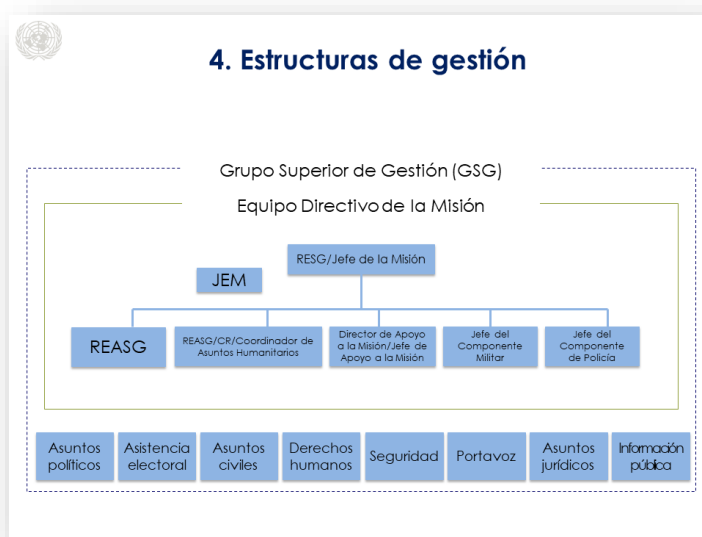 4. Estructuras de gestión
Grupo Superior de Gestión (GSG)
Equipo Directivo de la Misión
RESG/Jefe de la Misión
JEM
REASG
REASG/CR/Coordinador de
Asuntos Humanitarios
Director de Apoyo
a la Misión/Jefe de
Apoyo a la Misión
Jefe del
Componente
Militar
Jefe del
Componente
de Policía
Asuntos
políticos
Asistencia
electoral
Asuntos
civiles
Derechos
humanos
Seguridad
Portavoz
Asuntos
jurídicos
Información
pública